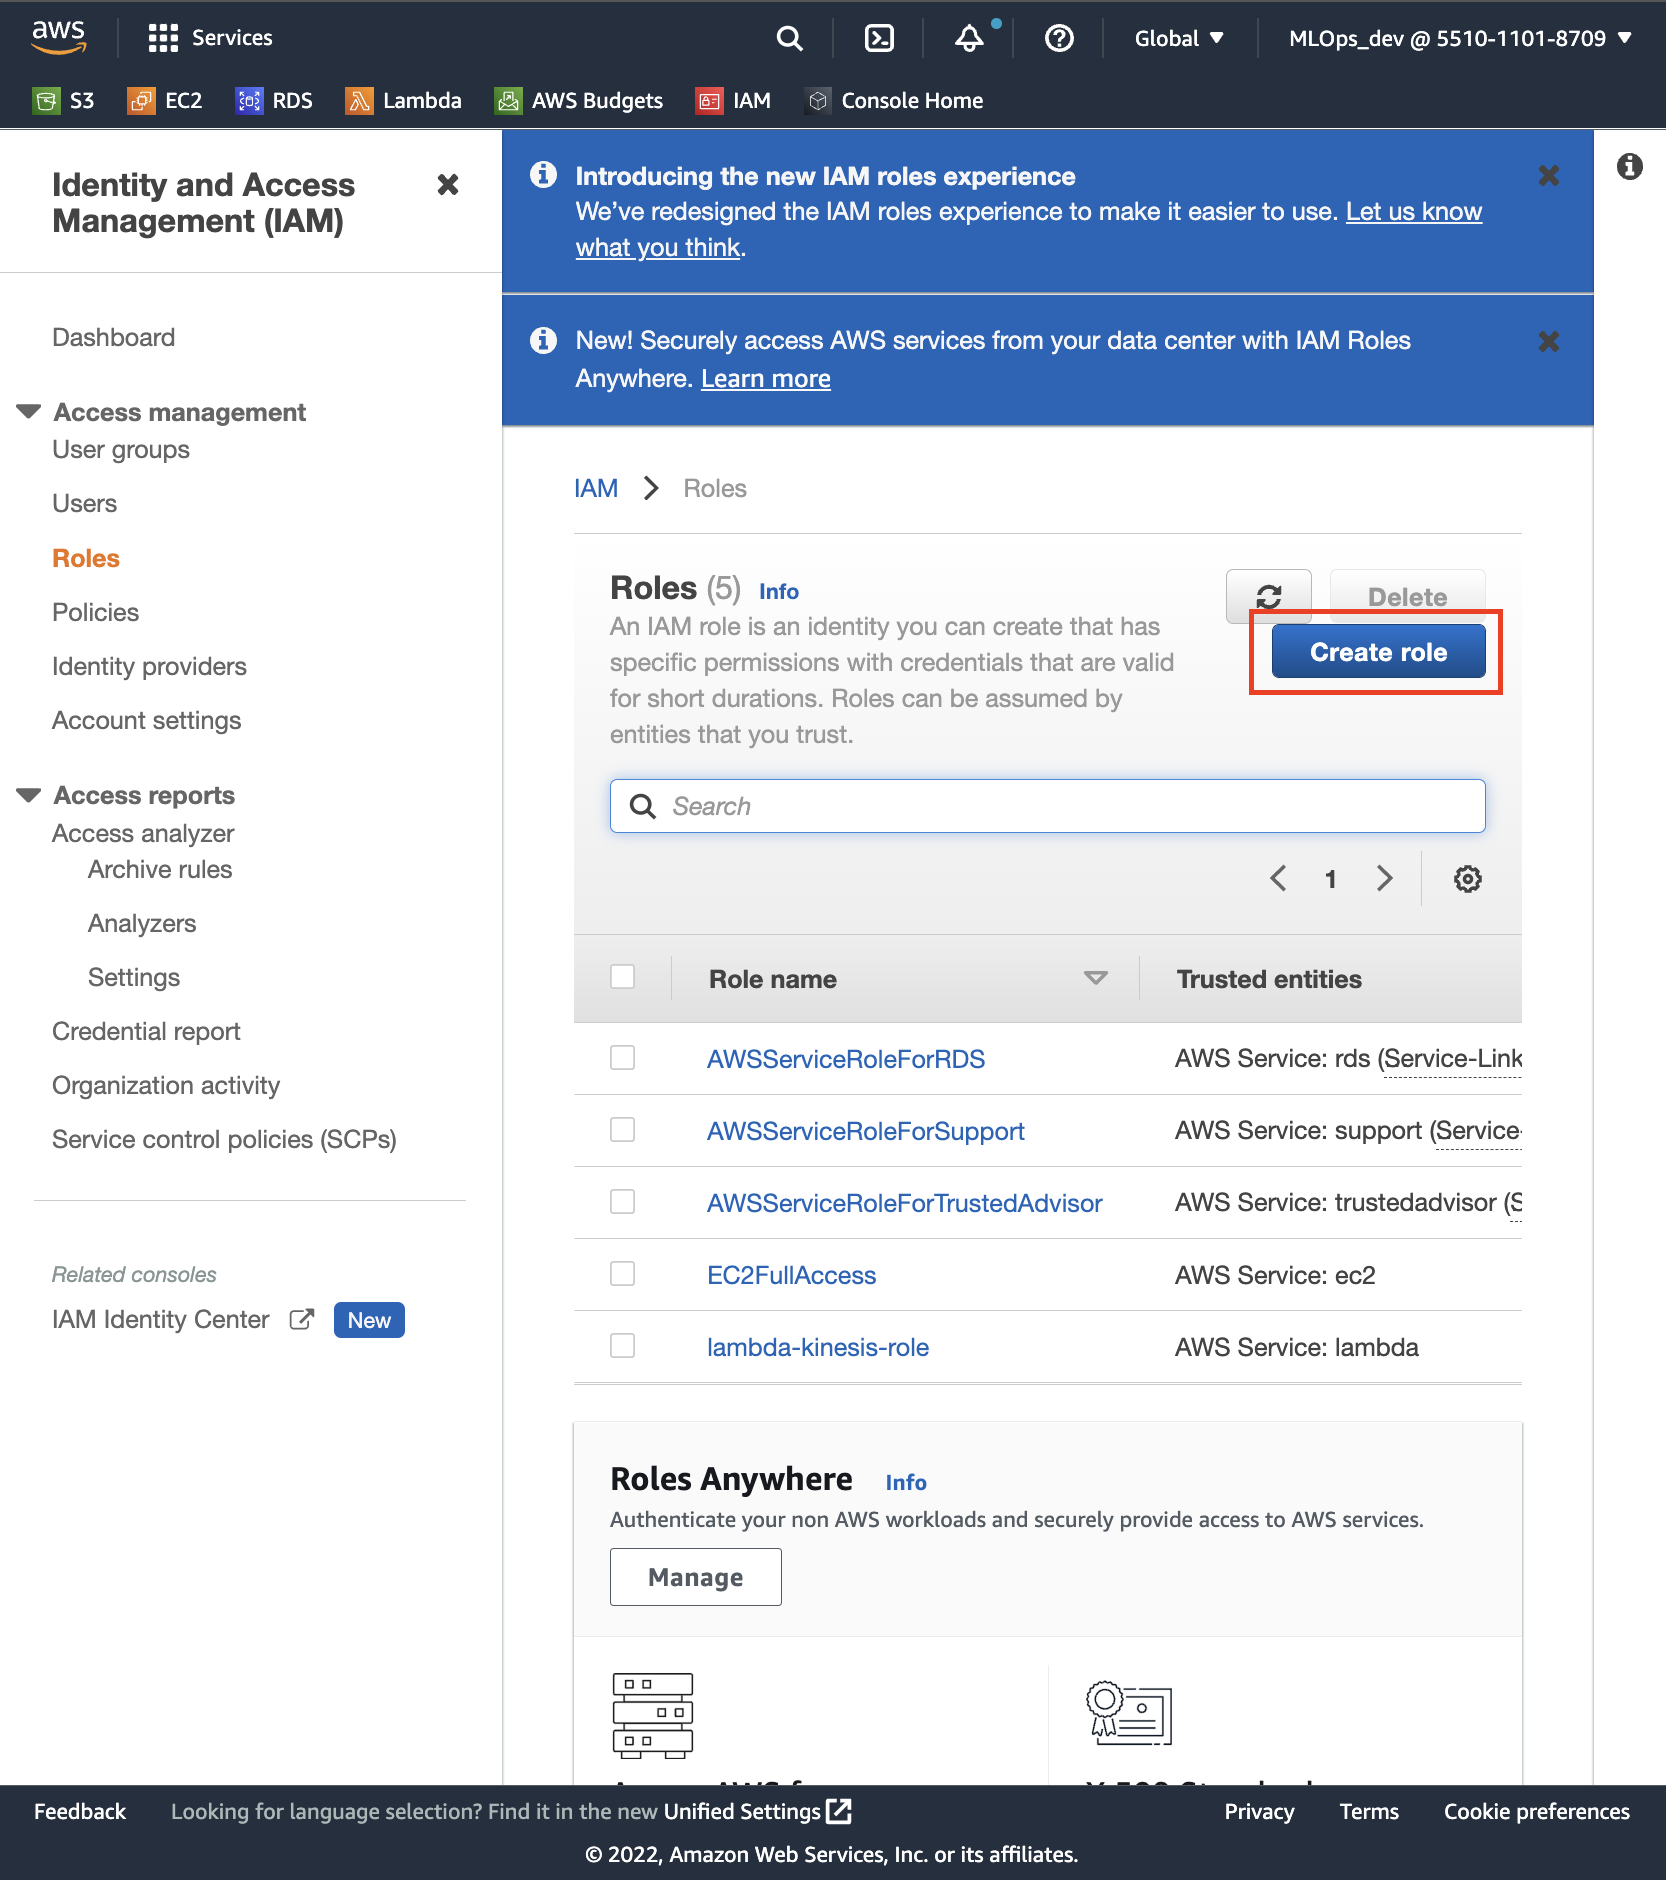 aws
Services
Global
MLOps_dev @ 5510-1101-8709
S3
EC2
RDS
Lambda
AWS Budgets
IAM
Console Home
Identity and Access
Management (IAM)
Dashboard
Access management
User groups
Users
Roles
Policies
Identity providers
Account settings
Access reports
Access analyzer
Archive rules
Analyzers
Settings
Credential report
Organization activity
Service control policies (SCPs)
Related consoles
IAM Identity Center
New
Introducing the new IAM roles experience
We've redesigned the IAM roles experience to make it easier to use. Let us know
what you think.
New! Securely access AWS services from your data center with IAM Roles
Anywhere. Learn more
IAM
Roles
Roles (5) Info
Delete
Create role
An IAM role is an identity you can create that has
specific permissions with credentials that are valid
for short durations. Roles can be assumed by
entities that you trust.
Search
1
Role name
Trusted entities
AWSServiceRoleForRDS
AWS Service: rds (Service-Link
AWSServiceRoleForSupport
AWS Service: support (Service-
AWSServiceRoleForTrustedAdvisor
AWS Service: trustedadvisor (S
EC2FullAccess
AWS Service: ec2
lambda-kinesis-role
AWS Service: lambda
Roles Anywhere Info
Authenticate your non AWS workloads and securely provide access to AWS services.
Manage
Feedback
Looking for language selection? Find it in the new Unified Settings
Privacy
Terms
Cookie preferences
© 2022, Amazon Web Services, Inc. or its affiliates.